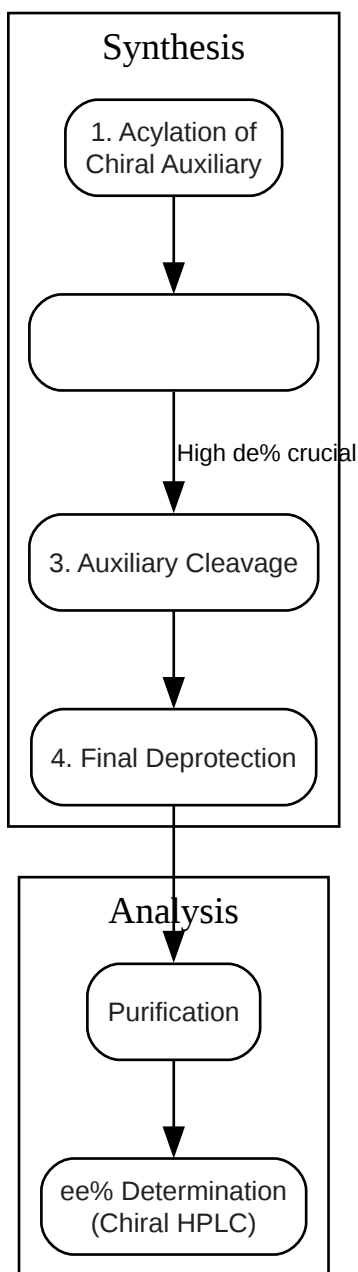 Synthesis
1. Acylation of
Chiral Auxiliary
High de% crucial
3. Auxiliary Cleavage
4. Final Deprotection
Analysis
Purification
ee% Determination
(Chiral HPLC)